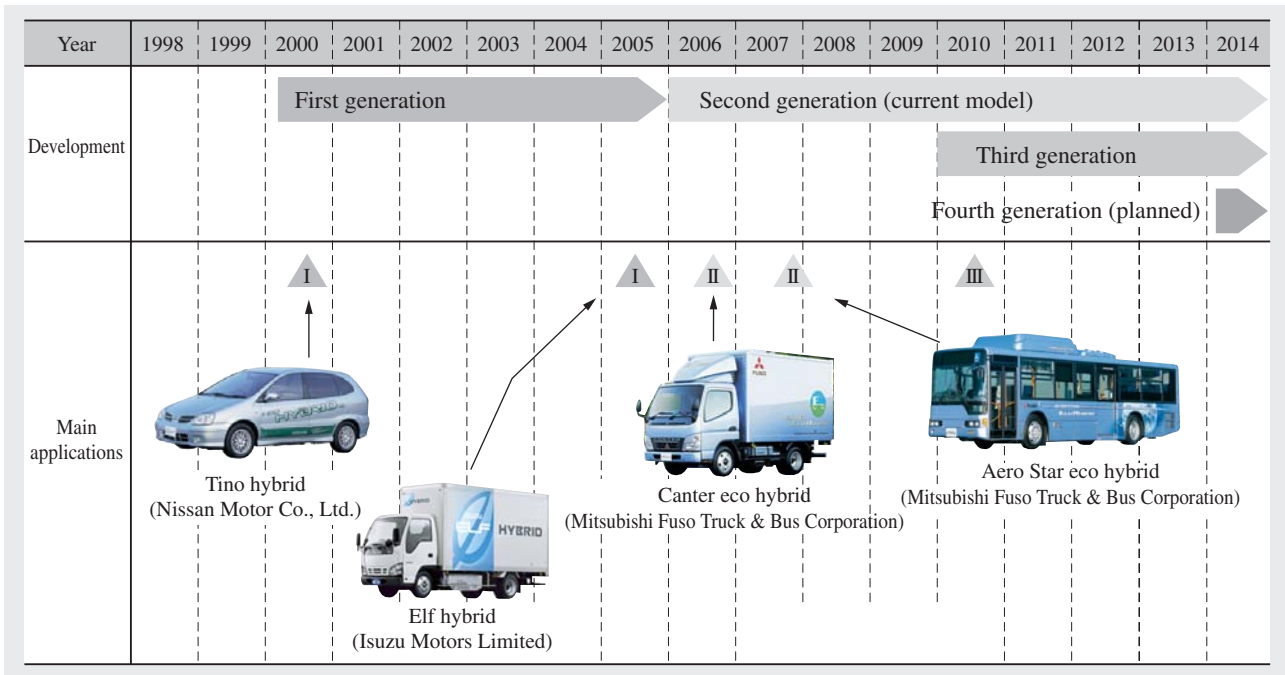 Year 1998 1999 2000 2001 2002 2003 2004 2005 2006 2007 2008 2009 2010 2011 2012 2013 2014
First generation
Second generation (current model)
Development
Third generation
Fourth generation (planned)
I I II II III
Main
applications
FUSO
HYBRID
Tino hybrid
(Nissan Motor Co., Ltd.)
Canter eco hybrid
(Mitsubishi Fuso Truck & Bus Corporation)
Aero Star eco hybrid
(Mitsubishi Fuso Truck & Bus Corporation)
HYBRID
ELF
HYBRID
Elf hybrid
(Isuzu Motors Limited)